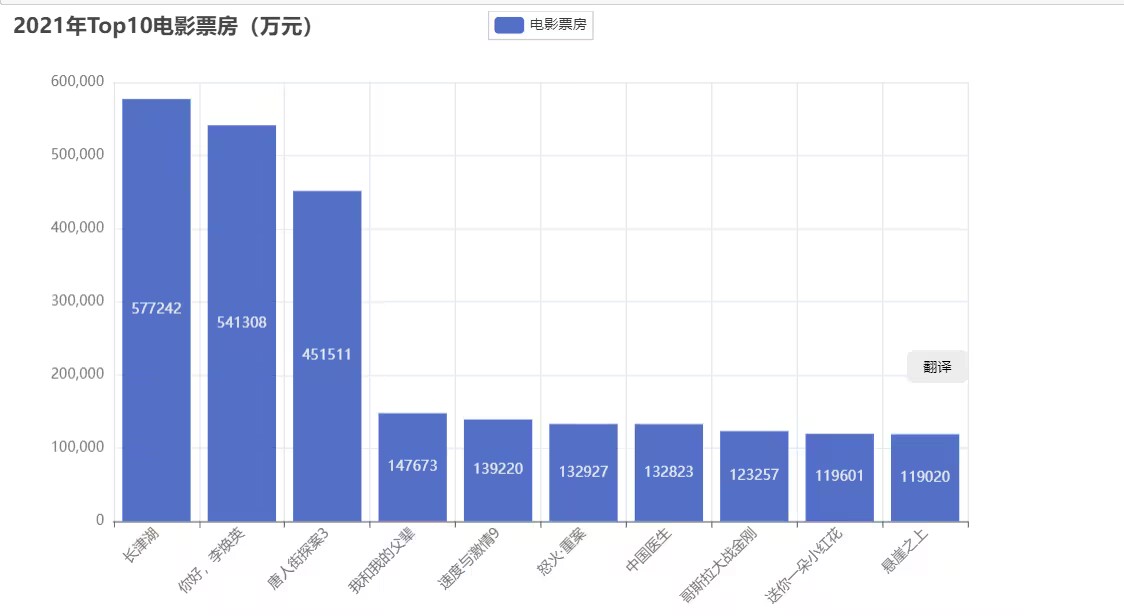 2021年Top10电影票房（万元）
电影票房
600,000
500,000
400,000
300,000
200,000
100,000
0
577242
541308
451511
147673
139220
132927
132823
123257
119601
119020
翻译
长津湖
你好，李焕英
唐人街探案3
我和我的父辈
速度与激情9
怒火·重案
中国医生
哥斯拉大战金刚
送你一朵小红花
悬崖之上